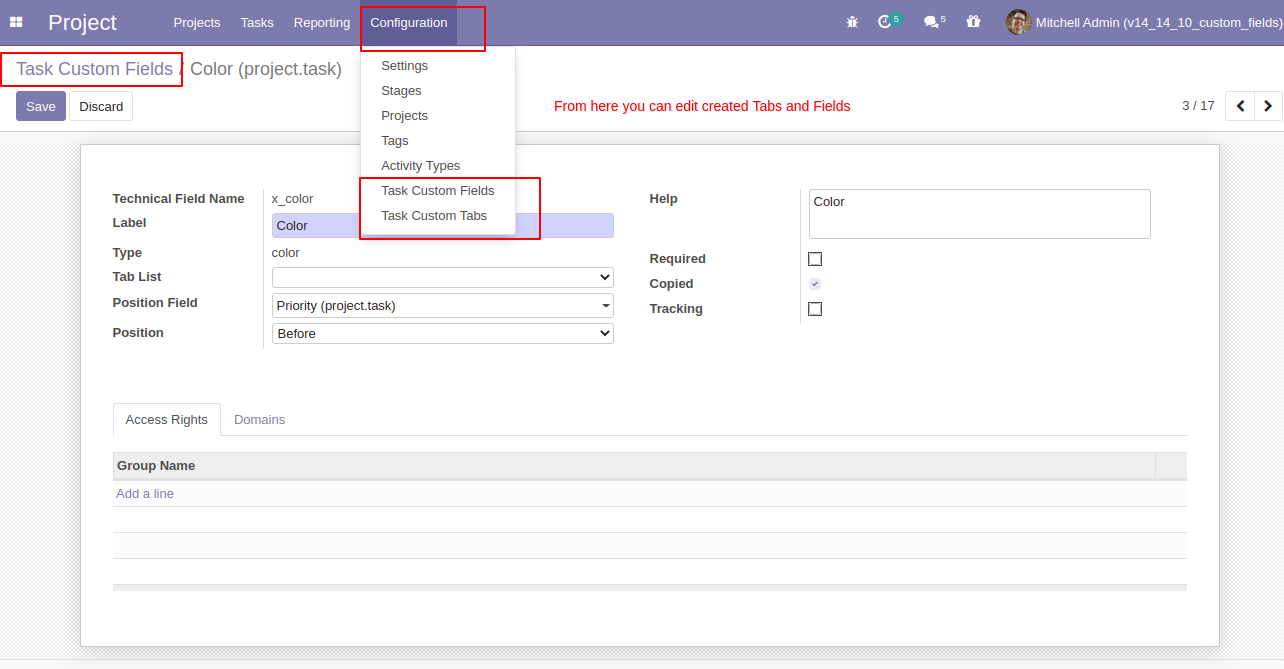 Project Projects Tasks Reporting Configuration 5 5 Mitchell Admin (v14_14_10_custom_fields)
Task Custom Fields / Color (project.task)
Save Discard
From here you can edit created Tabs and Fields
3 / 17
Settings
Stages
Projects
Tags
Activity Types
Task Custom Fields
Task Custom Tabs
Technical Field Name x_color
Label Color
Type color
Tab List
Position Field Priority (project.task)
Position Before
Help Color
Required
Copied
Tracking
Access Rights Domains
Group Name
Add a line